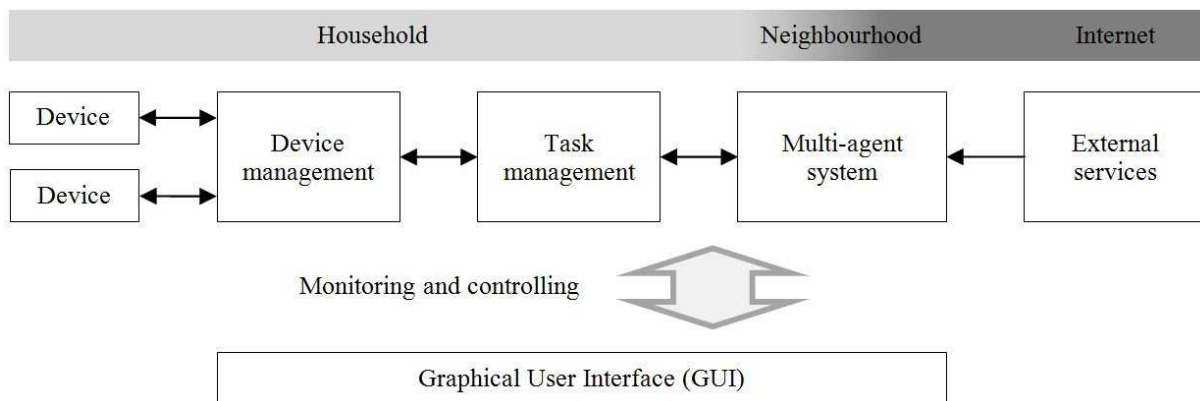 Household
Neighbourhood
Internet
Device
Device
Device
management
Task
management
Multi-agent
system
External
services
Monitoring and controlling
Graphical User Interface (GUI)